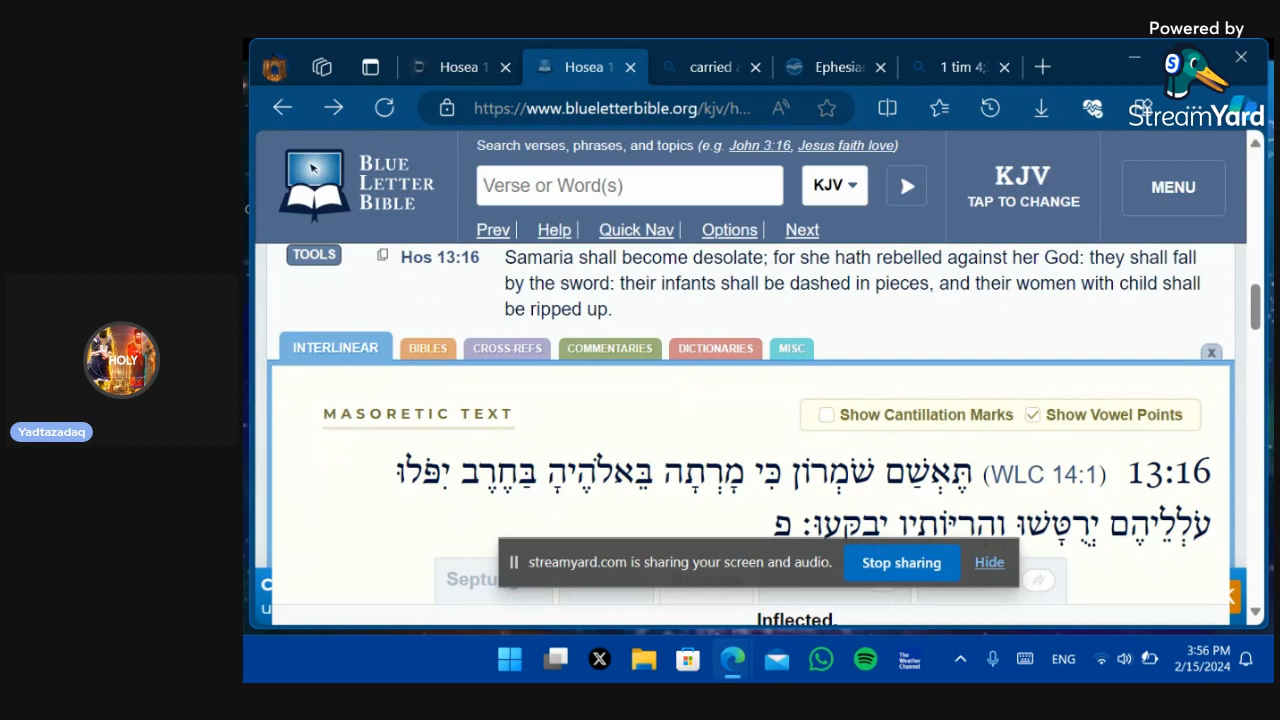 Powered by
StreamYard
Hosea 1
Hosea 1
carried
Ephesia
1 tim 4;
https://www.blueletterbible.org/kjv/h...
BLUE
LETTER
BIBLE
Search verses, phrases, and topics (e.g. John 3:16, Jesus faith love)
Verse or Word(s)
KJV
KJV
TAP TO CHANGE
MENU
Prev| Help| Quick Nav| Options| Next
TOOLS
Hos 13:16
Samaria shall become desolate; for she hath rebelled against her God: they shall fall
by the sword: their infants shall be dashed in pieces, and their women with child shall
be ripped up.
INTERLINEAR
BIBLES
CROSS-REFS
COMMENTARIES
DICTIONARIES
MISC
x
MASORETIC TEXT
Show Cantillation Marks
Show Vowel Points
13:16 (WLC 14:1) תֶּאְשַׁם שֹׁמְרוֹן כִּי מָרְתָה בֵּאלֹהֶיהָ בַּחֶרֶב יִפֹּלוּ
עֹלְלֵיהֶם יְרֻטָּשׁוּ וְהָרִיּוֹתָיו יְבֻקָּעוּ׃ פ
streamyard.com is sharing your screen and audio.
Stop sharing
Hide
Septu
Inflected
HOLY
Yadtazadaq
The
Weather
Channel
ENG
3:56 PM
2/15/2024